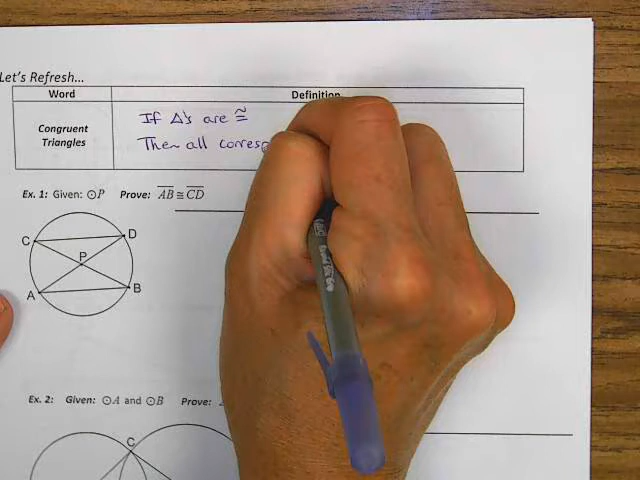 Let's Refresh...
Word Definition
Congruent
Triangles
If Δ's are ≅
Then all corresp
Ex. 1: Given: ⊙P Prove: AB ≅ CD
C D
P
A B
Ex. 2: Given: ⊙A and ⊙B Prove:
C